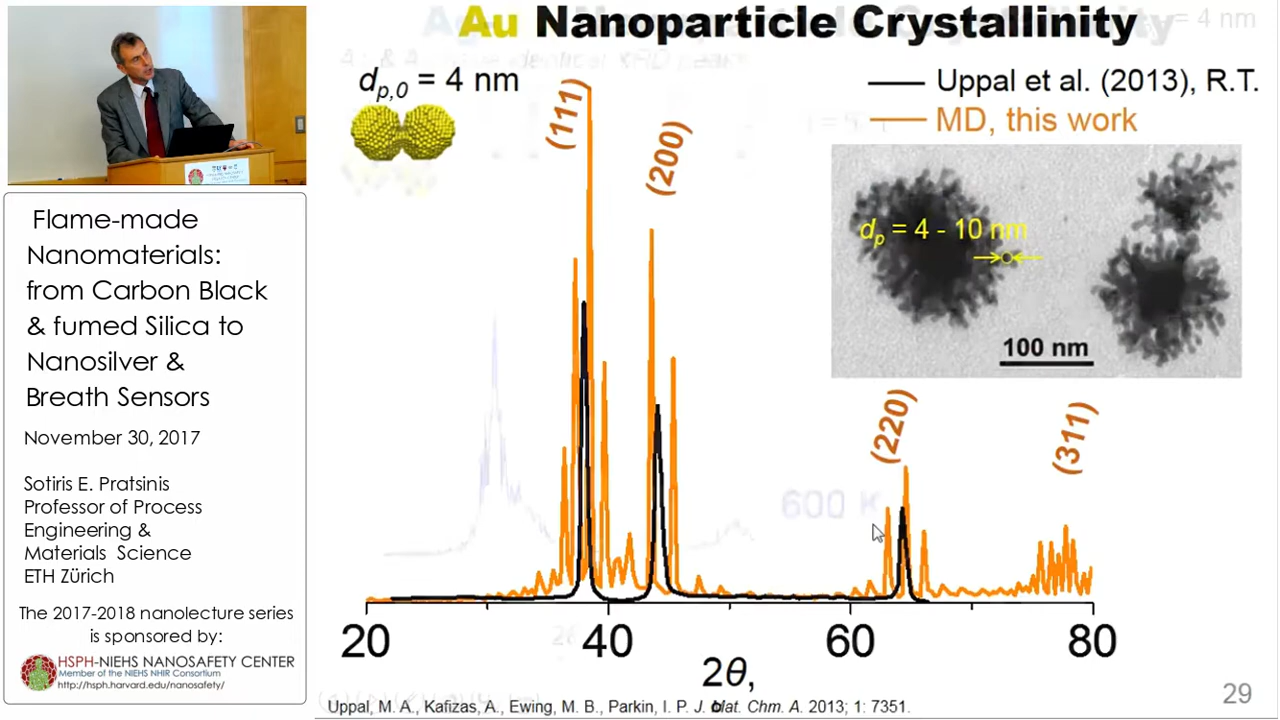 Au Nanoparticle Crystallinity
= 4 nm
dp,0 = 4 nm
Uppal et al. (2013), R.T.
MD, this work
(111)
(200)
(220)
(311)
dp = 4 - 10 nm
100 nm
600 K
20
40
60
80
2θ,
Uppal, M. A., Kafizas, A., Ewing, M. B., Parkin, I. P. J. Mat. Chm. A. 2013; 1: 7351.
29
Flame-made
Nanomaterials:
from Carbon Black
& fumed Silica to
Nanosilver &
Breath Sensors
November 30, 2017
Sotiris E. Pratsinis
Professor of Process
Engineering &
Materials Science
ETH Zürich
The 2017-2018 nanolecture series
is sponsored by:
HSPH-NIEHS NANOSAFETY CENTER
Member of the NIEHS NHIR Consortium
http://hsph.harvard.edu/nanosafety/